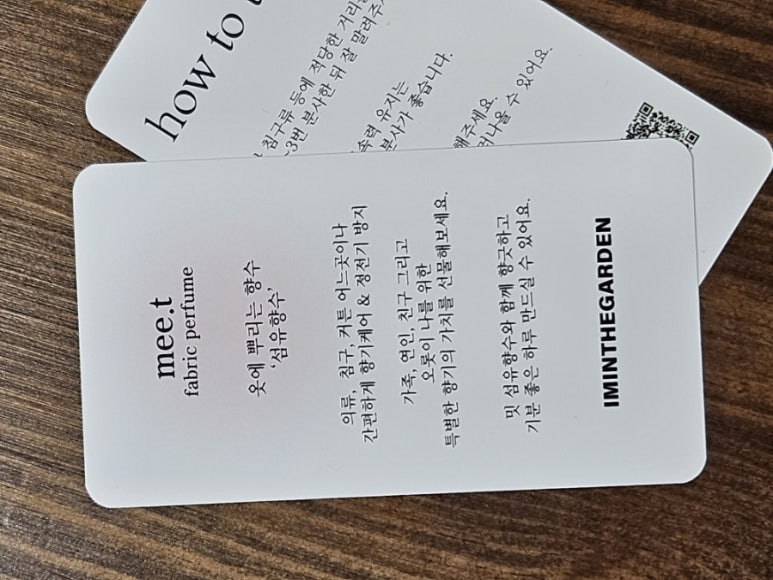 mee.t
fabric perfume
옷에 뿌리는 향수
‘섬유향수’
의류, 침구, 커튼 어느곳이나
간편하게 향기케어 & 정전기 방지
가족, 연인, 친구 그리고
오롯이 나를 위한
특별한 향기의 가치를 선물해보세요.
밋 섬유향수와 함께 향긋하고
기분 좋은 하루 만드실 수 있어요.
IMINTHEGARDEN
how to
침구류 등에 적당한 거리
3번 분사한 뒤 잘 말려주
속력 유지는
분사가 좋습니다.
해주세요.
나올 수 있어요.